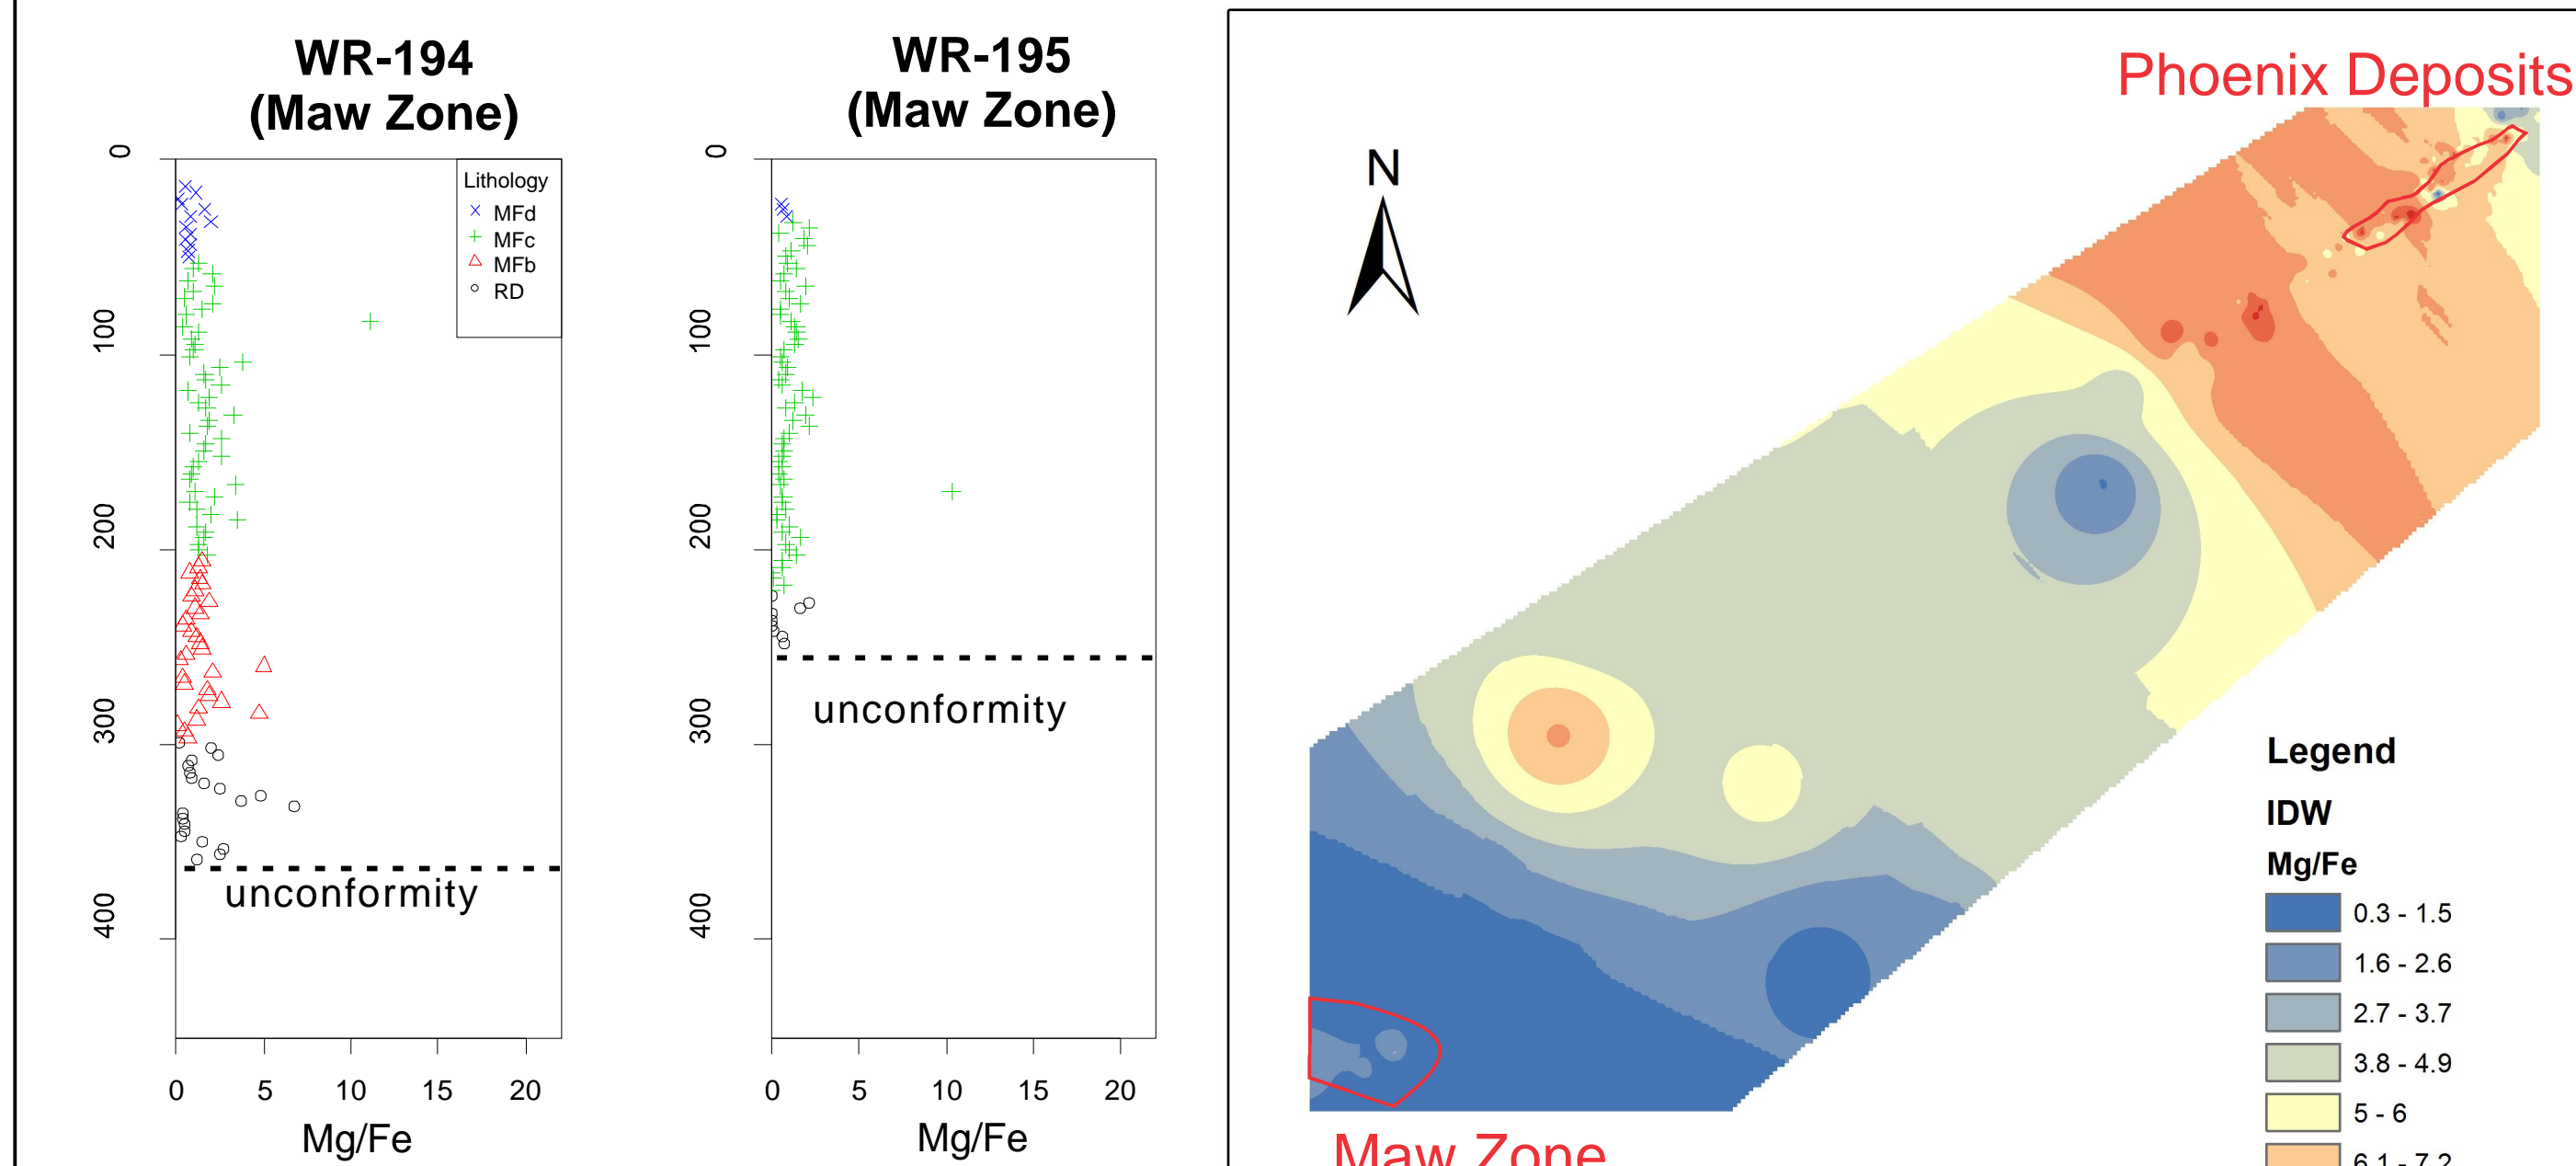 WR-194
(Maw Zone)
0
100
200
300
400
Lithology
MFd
MFc
MFb
RD
unconformity
0 5 10 15 20
Mg/Fe
WR-195
(Maw Zone)
0
100
200
300
400
unconformity
0 5 10 15 20
Mg/Fe
Phoenix Deposits
N
Maw Zone
Legend
IDW
Mg/Fe
0.3 - 1.5
1.6 - 2.6
2.7 - 3.7
3.8 - 4.9
5 - 6
6.1 - 7.2